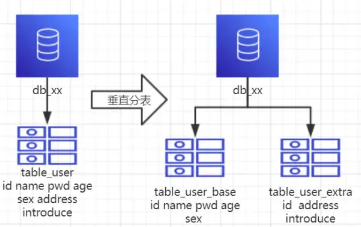 db_xx
table_user
id name pwd age
sex address
introduce
垂直分表
db_xx
table_user_base
id name pwd age
sex
table_user_extra
id address
introduce